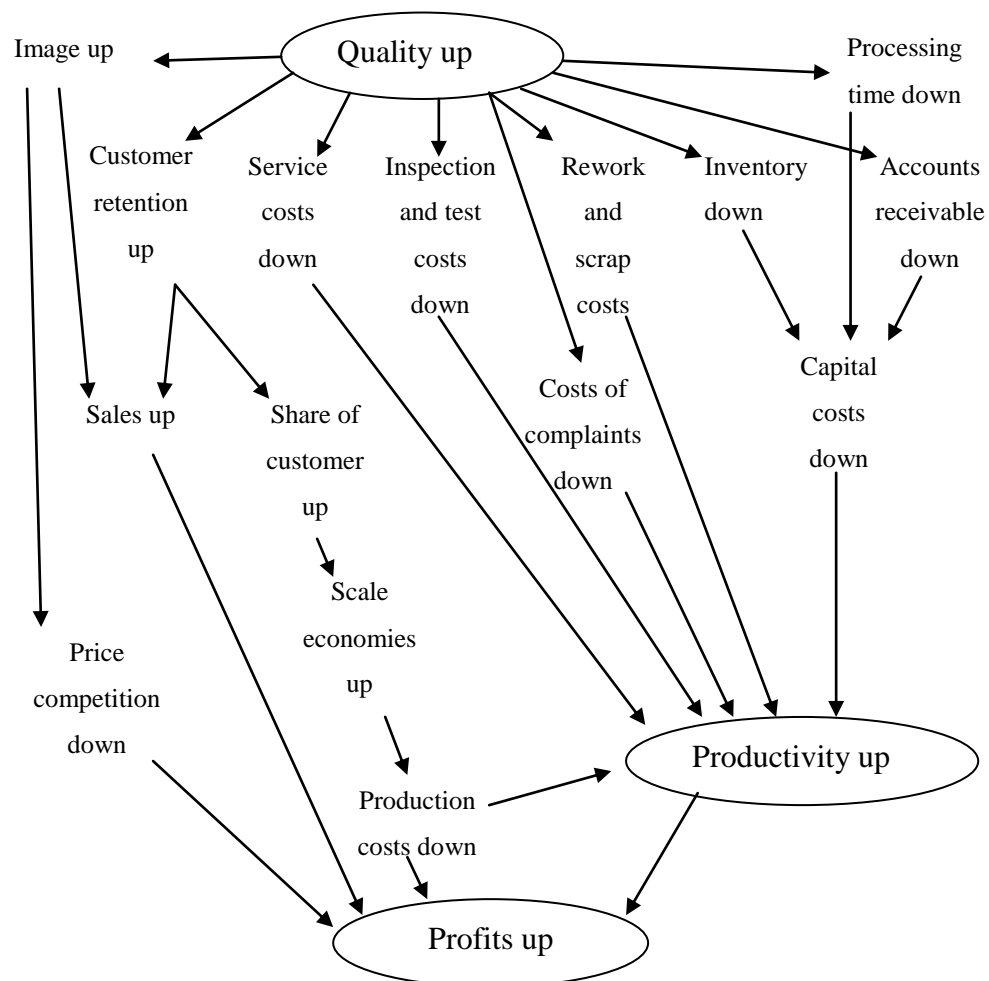 Image up
Quality up
Processing
time down
Customer
retention
up
Service
costs
down
Inspection
and test
costs
down
Rework
and
scrap
costs
Inventory
down
Accounts
receivable
down
Capital
costs
down
Costs of
complaints
down
Sales up
Share of
customer
up
Scale
economies
up
Price
competition
down
Productivity up
Production
costs down
Profits up